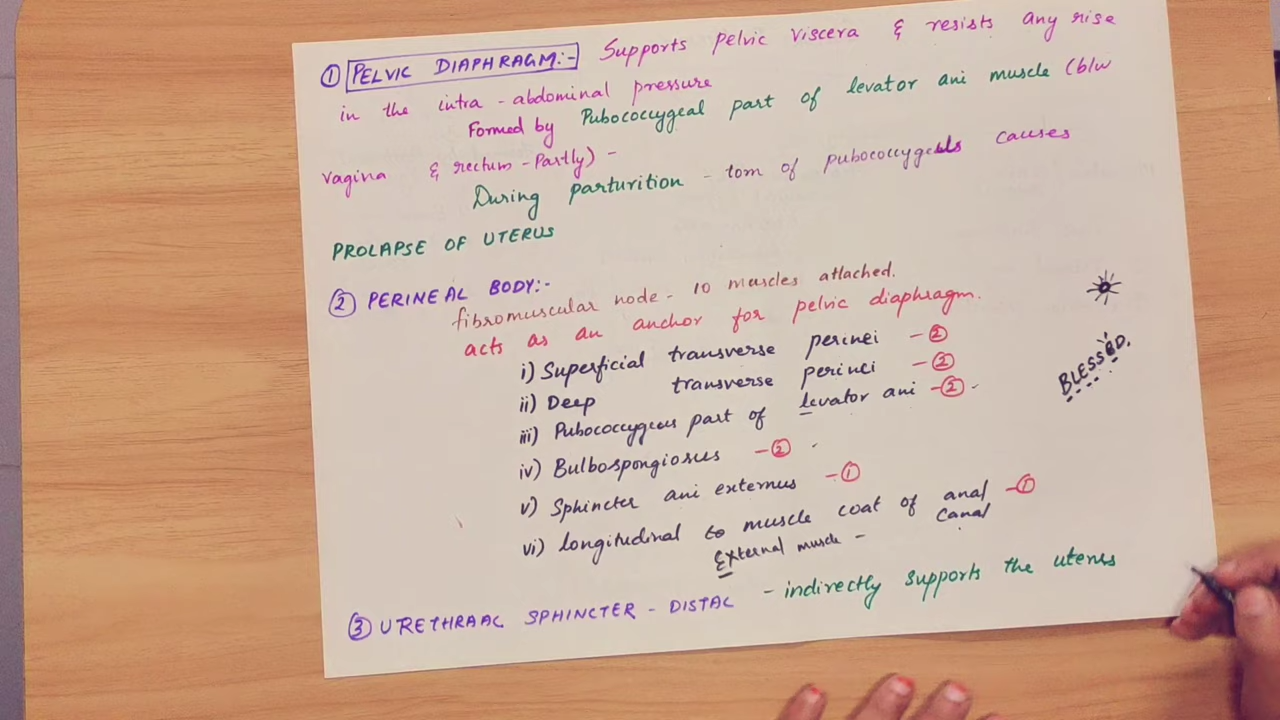 ① PELVIC DIAPHRAGM:- Supports pelvic viscera & resists any rise
in the intra - abdominal pressure
Formed by Pubococcygeal part of levator ani muscle (b/w
vagina & rectum - Partly) -
During parturition - torn of pubococcygeals causes
PROLAPSE OF UTERUS
② PERINEAL BODY:-
fibromuscular node - 10 muscles attached.
acts as an anchor for pelvic diaphragm.
i) Superficial transverse perinei - ②
ii) Deep transverse perinei - ②
iii) Pubococcygeus part of levator ani - ② -
iv) Bulbospongiosus - ②
v) Sphincter ani externus - ①
vi) longitudinal to muscle coat of anal - ①
canal
External muscle -
③ URETHRAAL SPHINCTER - DISTAL - indirectly supports the uterus
BLESSED.